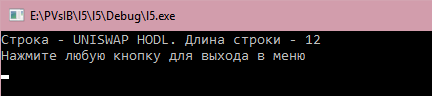 E:\PVsIB\l5\l5\Debug\l5.exe
Строка - UNISWAP HODL. Длина строки - 12
Нажмите любую кнопку для выхода в меню